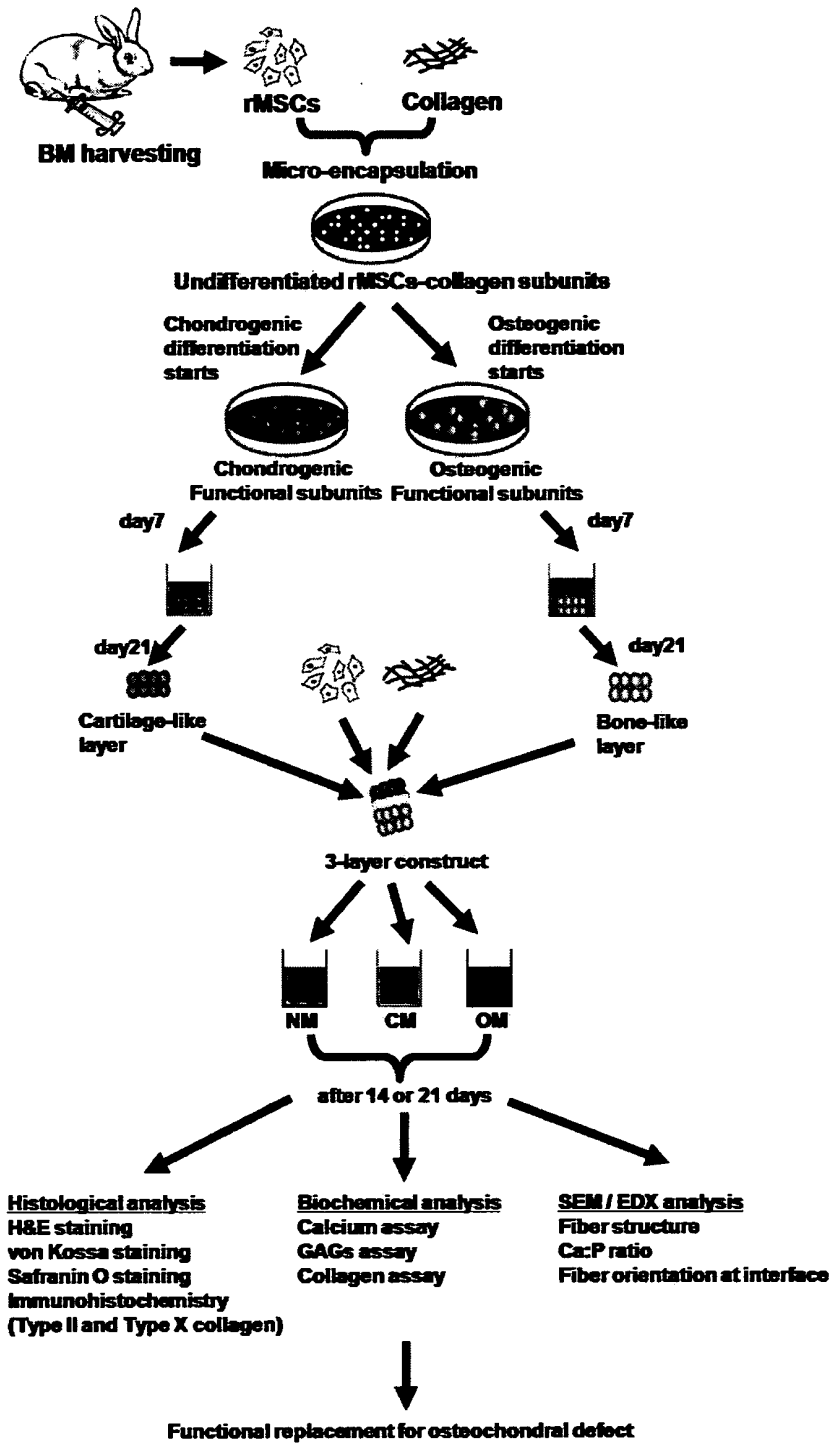 rMSCs
Collagen
BM harvesting
Micro-encapsulation
Undifferentiated rMSCs-collagen subunits
Chondrogenic
differentiation
starts
Osteogenic
differentiation
starts
Chondrogenic
Functional subunits
Osteogenic
Functional subunits
day7
day7
day21
day21
Cartilage-like
layer
Bone-like
layer
3-layer construct
NM
CM
OM
after 14 or 21 days
Histological analysis
H&E staining
von Kossa staining
Safranin O staining
Immunohistochemistry
(Type II and Type X collagen)
Biochemical analysis
Calcium assay
GAGs assay
Collagen assay
SEM / EDX analysis
Fiber structure
Ca:P ratio
Fiber orientation at interface
Functional replacement for osteochondral defect